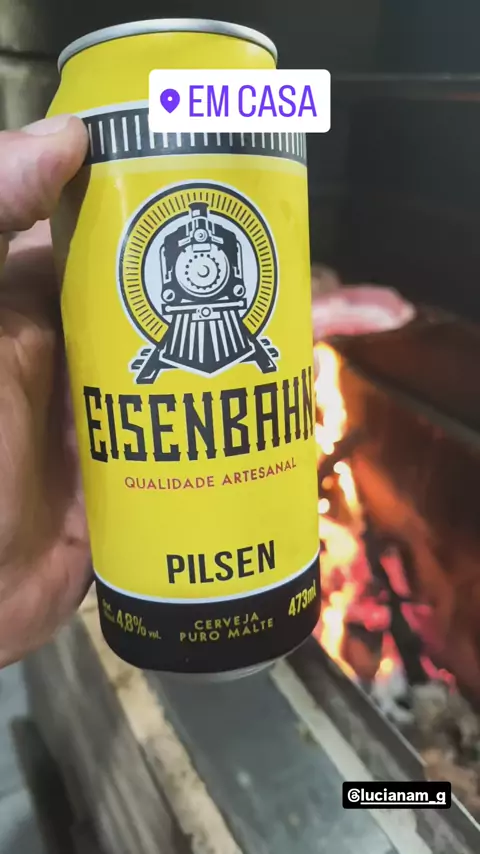 EM CASA
EISENBAHN
QUALIDADE ARTESANAL
PILSEN
4,8% vol.
CERVEJA
PURO MALTE
473ml
@lucianam_g